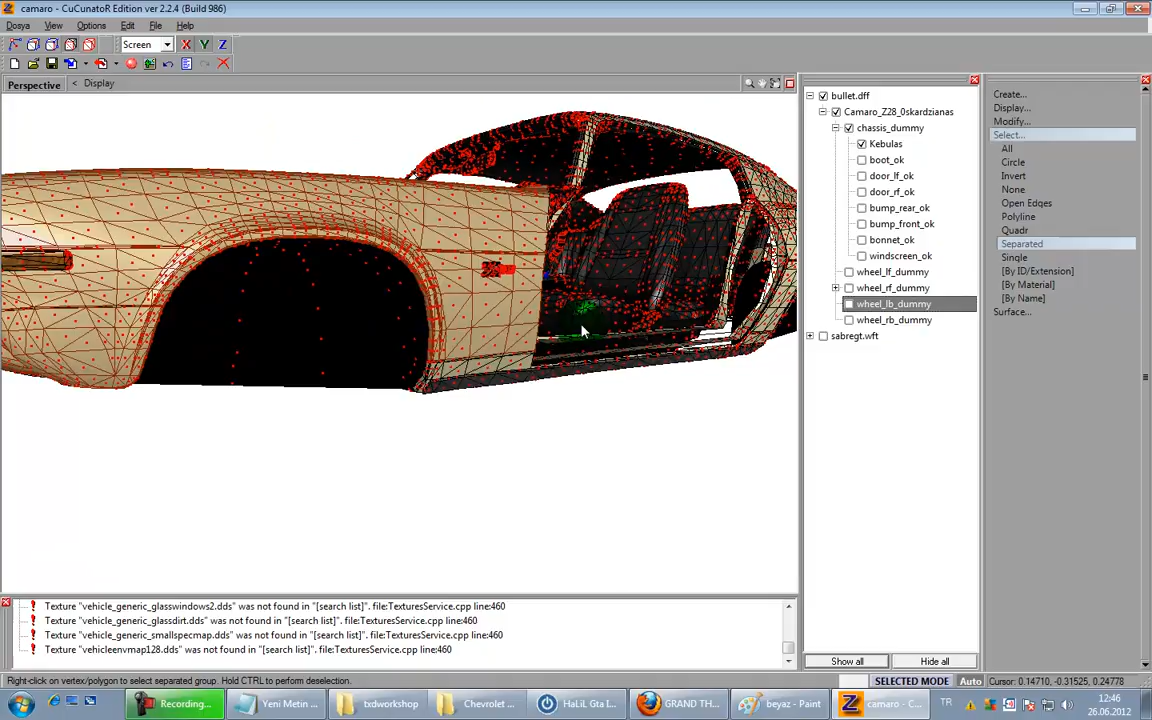 camaro - CuCunatoR Edition ver 2.2.4 (Build 986)
Dosya View Options Edit File Help
Screen X Y Z
Perspective < Display
bullet.dff
Camaro_Z28_0skardzianas
chassis_dummy
Kebulas
boot_ok
door_lf_ok
door_rf_ok
bump_rear_ok
bump_front_ok
bonnet_ok
windscreen_ok
wheel_lf_dummy
wheel_rf_dummy
wheel_lb_dummy
wheel_rb_dummy
sabregt.wft
Create...
Display...
Modify...
Select...
All
Circle
Invert
None
Open Edges
Polyline
Quadr
Separated
Single
[By ID/Extension]
[By Material]
[By Name]
Surface...
Texture "vehicle_generic_glasswindows2.dds" was not found in "[search list]". file:TexturesService.cpp line:460
Texture "vehicle_generic_glassdirt.dds" was not found in "[search list]". file:TexturesService.cpp line:460
Texture "vehicle_generic_smallspecmap.dds" was not found in "[search list]". file:TexturesService.cpp line:460
Texture "vehicleenvmap128.dds" was not found in "[search list]". file:TexturesService.cpp line:460
Show all Hide all
Right-click on vertex/polygon to select separated group. Hold CTRL to perform deselection. SELECTED MODE Auto Cursor: 0.14710, -0.31525, 0.24778
Recording... Yeni Metin ... txdworkshop Chevrolet ... HaLiL Gta İ... GRAND TH... beyaz - Paint camaro - C... TR 12:46
26.06.2012